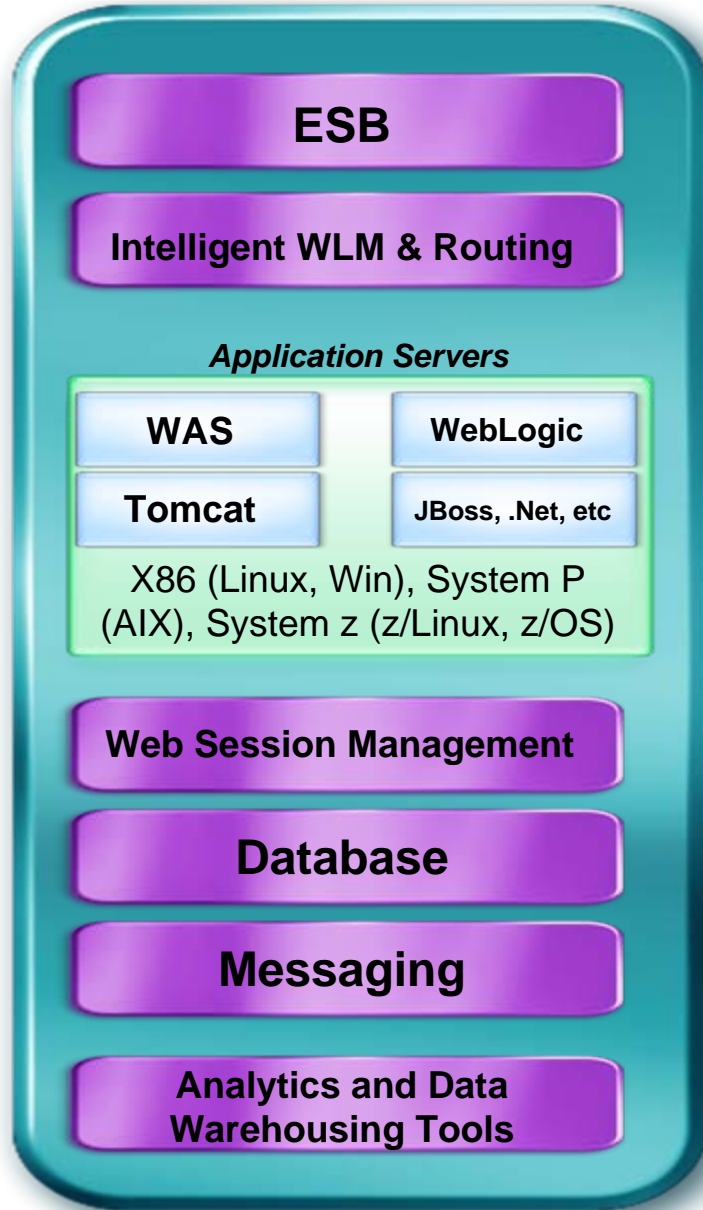 ESB
Intelligent WLM & Routing
Application Servers
WAS
WebLogic
Tomcat
JBoss, .Net, etc
X86 (Linux, Win), System P
(AIX), System z (z/Linux, z/OS)
Web Session Management
Database
Messaging
Analytics and Data
Warehousing Tools